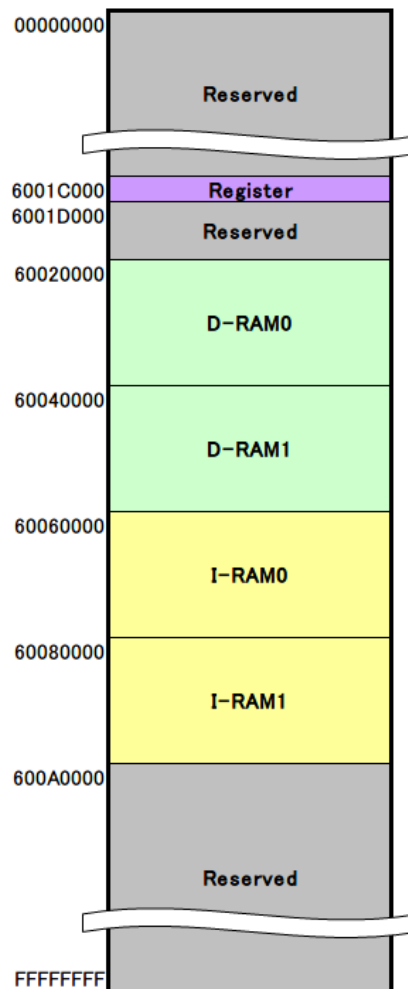 00000000
Reserved
6001C000
Register
6001D000
Reserved
60020000
D-RAM0
60040000
D-RAM1
60060000
I-RAM0
60080000
I-RAM1
600A0000
Reserved
FFFFFFFF